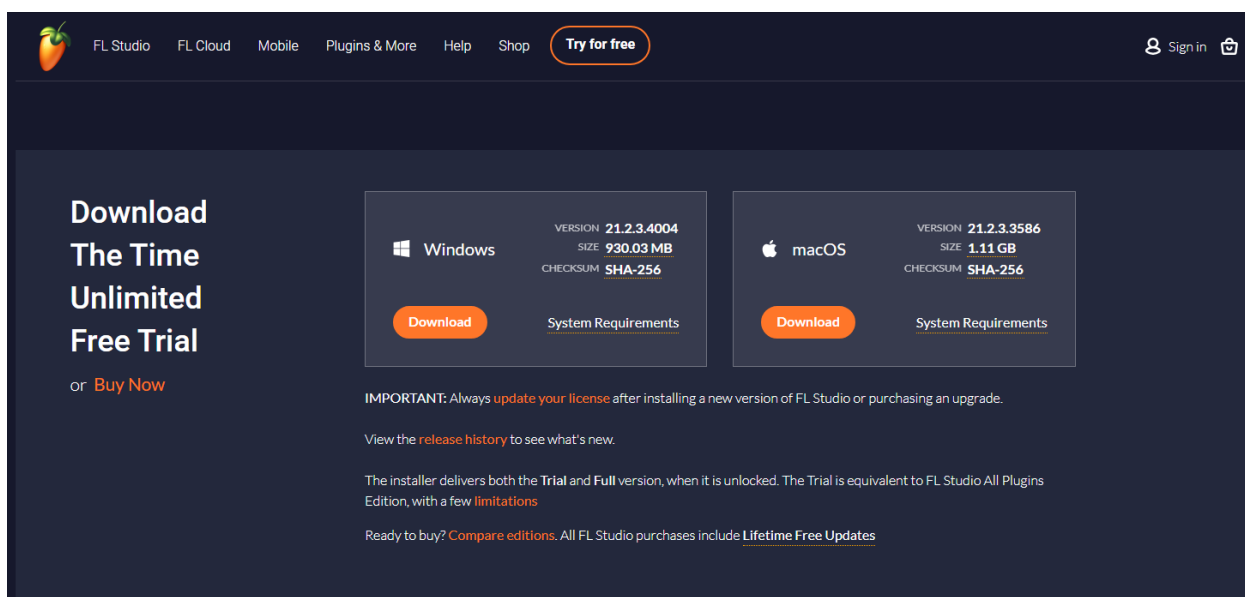 FL Studio FL Cloud Mobile Plugins & More Help Shop Try for free Sign in
Download
The Time
Unlimited
Free Trial
or Buy Now
Windows
VERSION 21.2.3.4004
SIZE 930.03 MB
CHECKSUM SHA-256
Download System Requirements
macOS
VERSION 21.2.3.3586
SIZE 1.11 GB
CHECKSUM SHA-256
Download System Requirements
IMPORTANT: Always update your license after installing a new version of FL Studio or purchasing an upgrade.
View the release history to see what's new.
The installer delivers both the Trial and Full version, when it is unlocked. The Trial is equivalent to FL Studio All Plugins
Edition, with a few limitations
Ready to buy? Compare editions. All FL Studio purchases include Lifetime Free Updates